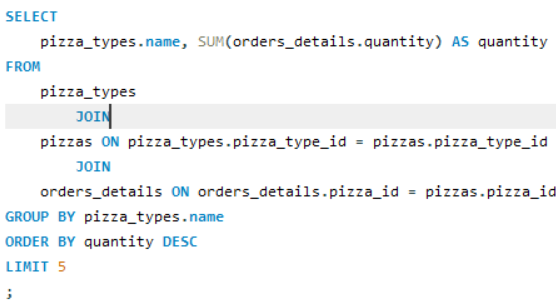 SELECT
    pizza_types.name, SUM(orders_details.quantity) AS quantity
FROM
    pizza_types
        JOIN
    pizzas ON pizza_types.pizza_type_id = pizzas.pizza_type_id
        JOIN
    orders_details ON orders_details.pizza_id = pizzas.pizza_id
GROUP BY pizza_types.name
ORDER BY quantity DESC
LIMIT 5
;